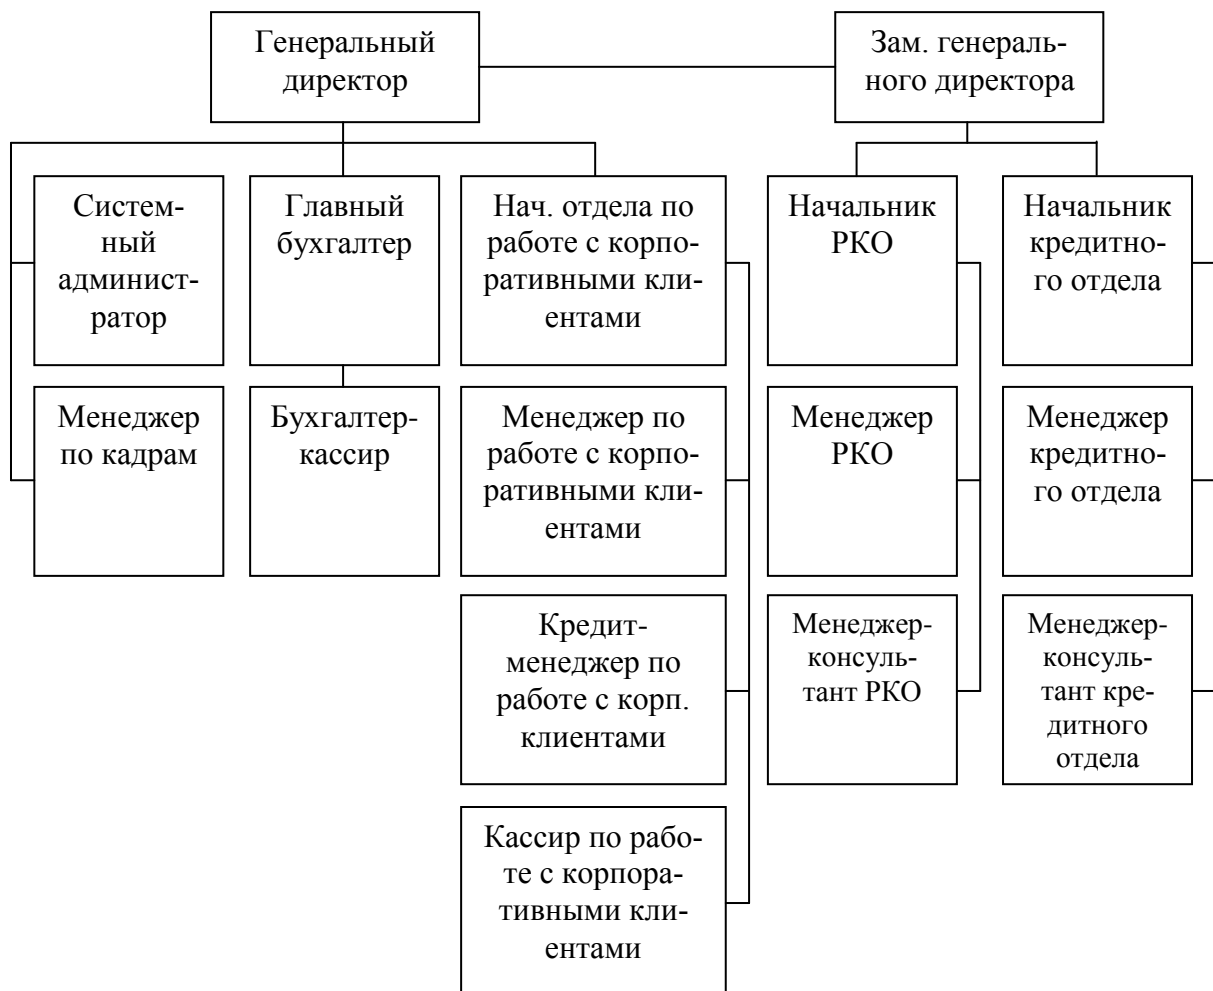 Генеральный
директор
Зам. генераль-
ного директора
Систем-
ный
админист-
ратор
Главный
бухгалтер
Нач. отдела по
работе с корпо-
ративными кли-
ентами
Начальник
РКО
Начальник
кредитно-
го отдела
Менеджер
по кадрам
Бухгалтер-
кассир
Менеджер по
работе с корпо-
ративными кли-
ентами
Менеджер
РКО
Менеджер
кредитно-
го отдела
Кредит-
менеджер по
работе с корп.
клиентами
Менеджер-
консуль-
тант РКО
Менеджер-
консуль-
тант кре-
дитного
отдела
Кассир по рабо-
те с корпора-
тивными кли-
ентами